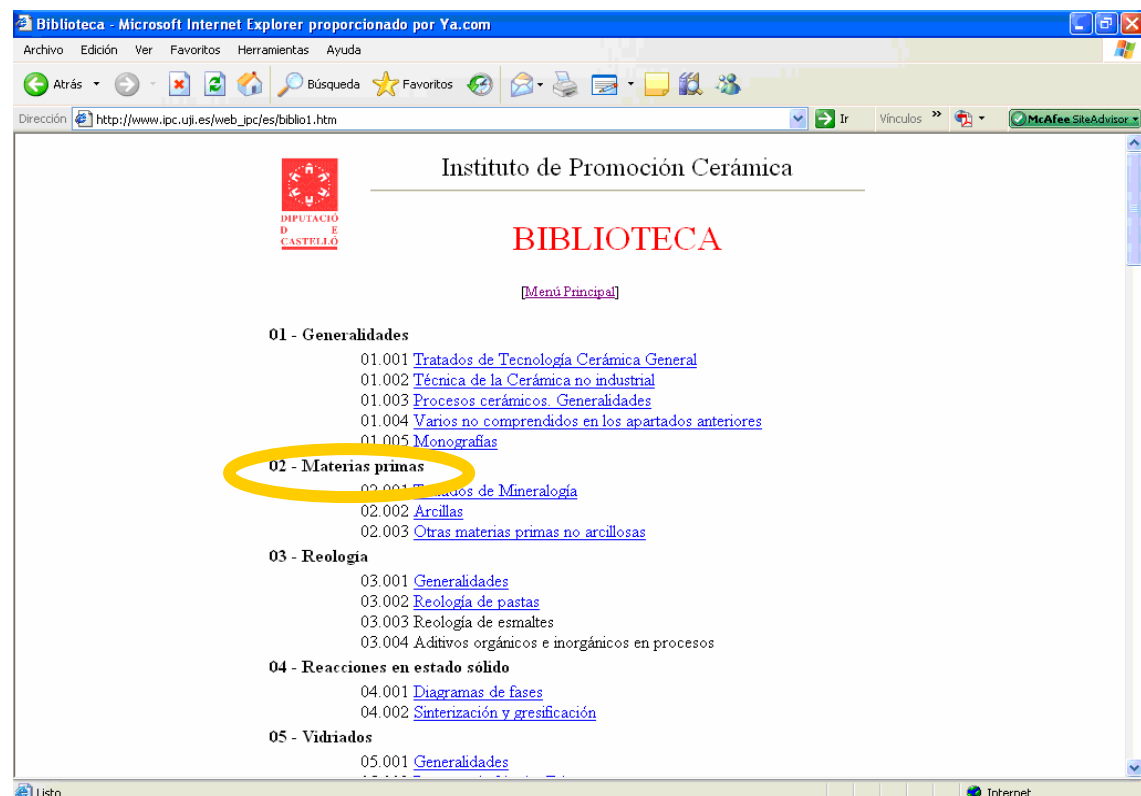 Biblioteca - Microsoft Internet Explorer proporcionado por Ya.com
Archivo Edición Ver Favoritos Herramientas Ayuda
Atrás Búsqueda Favoritos
Dirección http://www.ipc.uji.es/web_ipc/es/biblio1.htm Ir Vínculos » McAfee SiteAdvisor
Instituto de Promoción Cerámica
DIPUTACIÓ
D E
CASTELLÓ
BIBLIOTECA
[Menú Principal]
01 - Generalidades
01.001 Tratados de Tecnología Cerámica General
01.002 Técnica de la Cerámica no industrial
01.003 Procesos cerámicos. Generalidades
01.004 Varios no comprendidos en los apartados anteriores
01.005 Monografías
02 - Materias primas
02.001 Tratados de Mineralogía
02.002 Arcillas
02.003 Otras materias primas no arcillosas
03 - Reología
03.001 Generalidades
03.002 Reología de pastas
03.003 Reología de esmaltes
03.004 Aditivos orgánicos e inorgánicos en procesos
04 - Reacciones en estado sólido
04.001 Diagramas de fases
04.002 Sinterización y gresificación
05 - Vidriados
05.001 Generalidades
Listo Internet